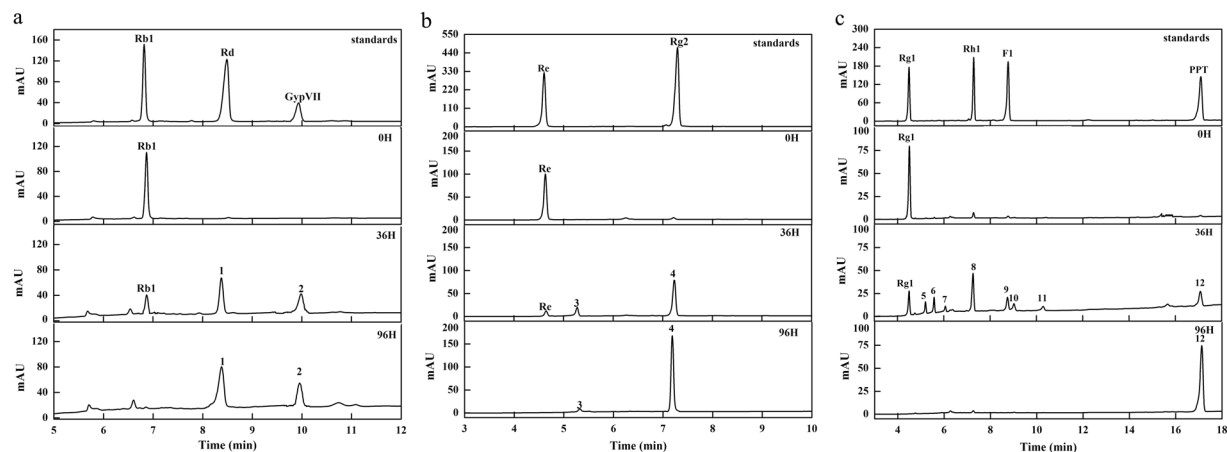 a
standards
160
120
80
40
0
mAU
Rb1
Rd
GypVII
0H
120
80
40
0
mAU
Rb1
36H
120
80
40
0
mAU
Rb1
1
2
96H
120
80
40
0
mAU
1
2
5 6 7 8 9 10 11 12
Time (min)
b
standards
550
440
330
220
110
0
mAU
Re
Rg2
0H
200
150
100
50
0
mAU
Re
36H
200
150
100
50
0
mAU
Re
3
4
96H
200
150
100
50
0
mAU
3
4
3 4 5 6 7 8 9 10
Time (min)
c
standards
300
240
180
120
60
0
mAU
Rg1
Rh1
F1
PPT
0H
100
75
50
25
0
mAU
Rg1
36H
100
75
50
25
0
mAU
Rg1
5
6
7
8
9
10
11
12
96H
100
75
50
25
0
mAU
12
4 6 8 10 12 14 16 18
Time (min)